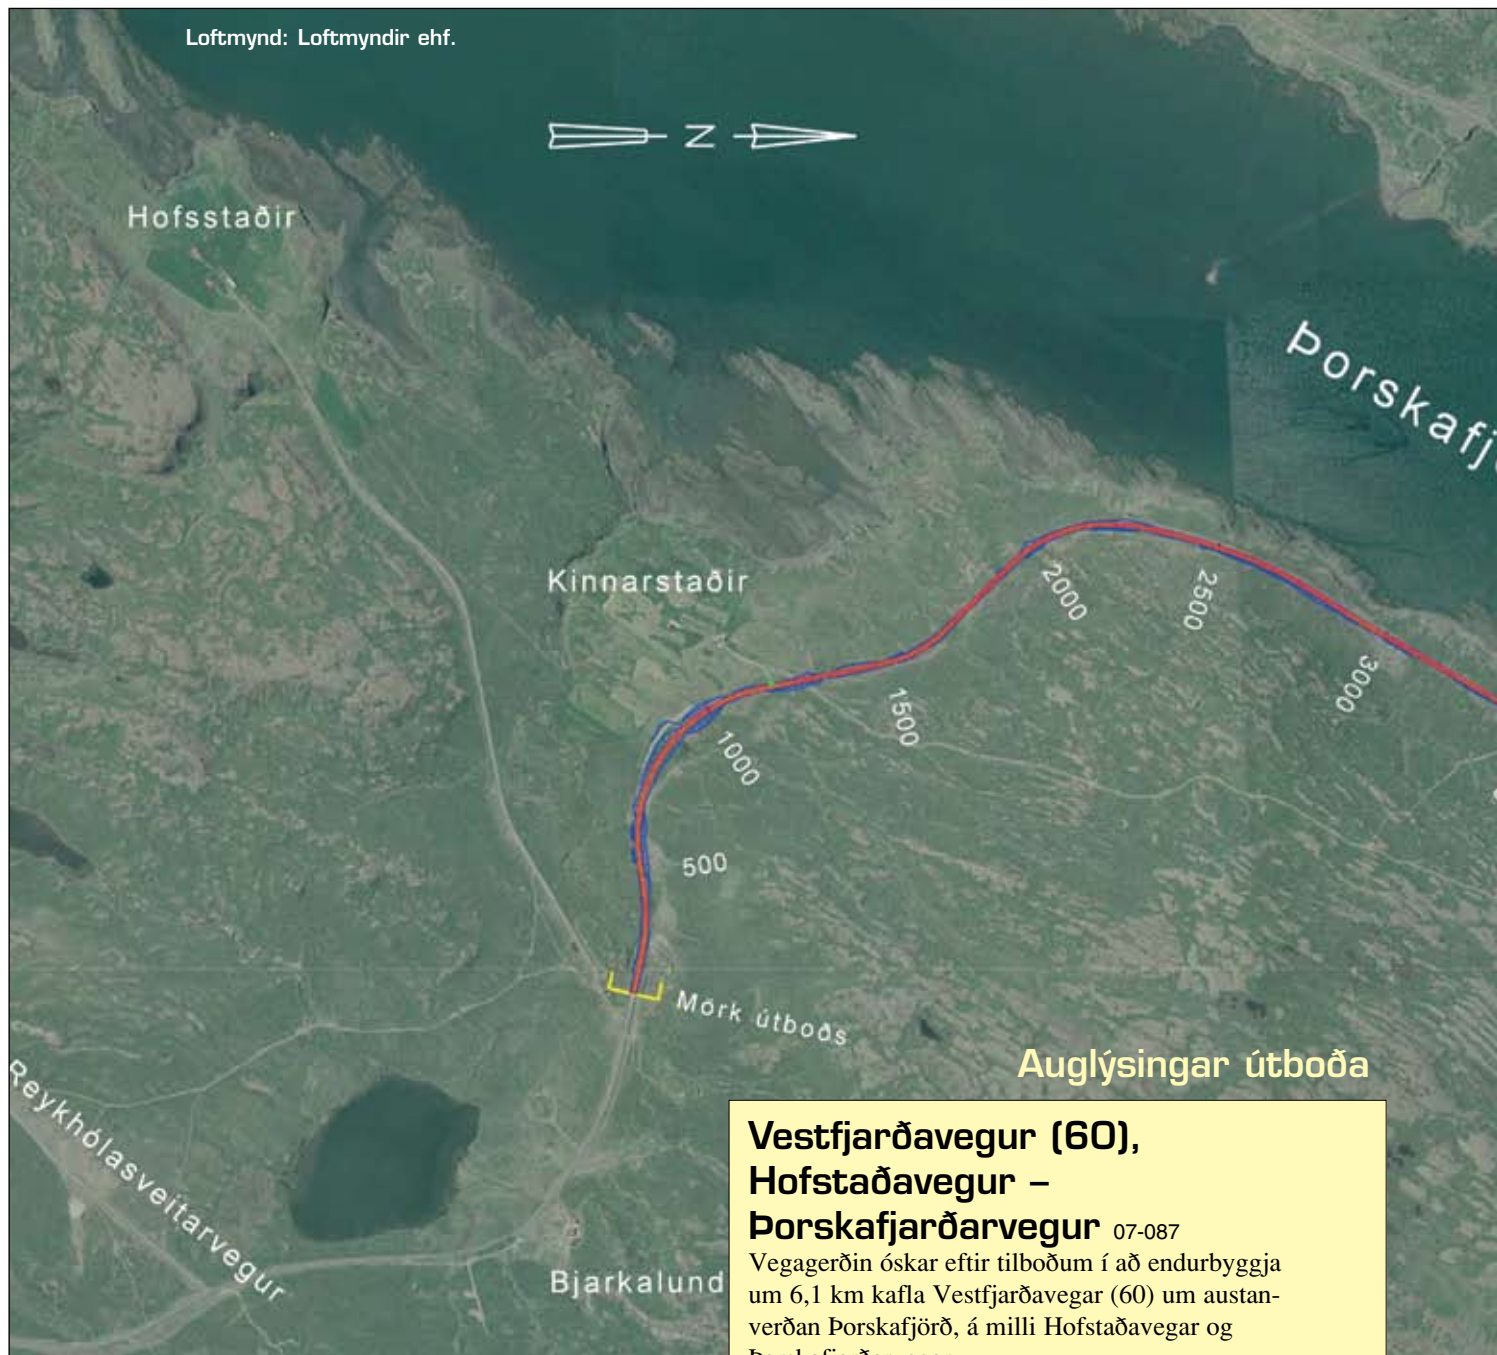 Loftmynd: Loftmyndir ehf.
N
Hofsstaðir
Þorskafj
Kinnarstaðir
2000
2500
3000
1500
1000
500
Mörk útboðs
Reykhólasveitarvegur
Bjarkalund
Auglýsingar útboða
Vestfjarðavegur (60),
Hofstaðavegur –
Þorskafjarðarvegur 07-087
Vegagerðin óskar eftir tilboðum í að endurbyggja
um 6,1 km kafla Vestfjarðavegar (60) um austan-
verðan Þorskafjörð, á milli Hofstaðavegar og